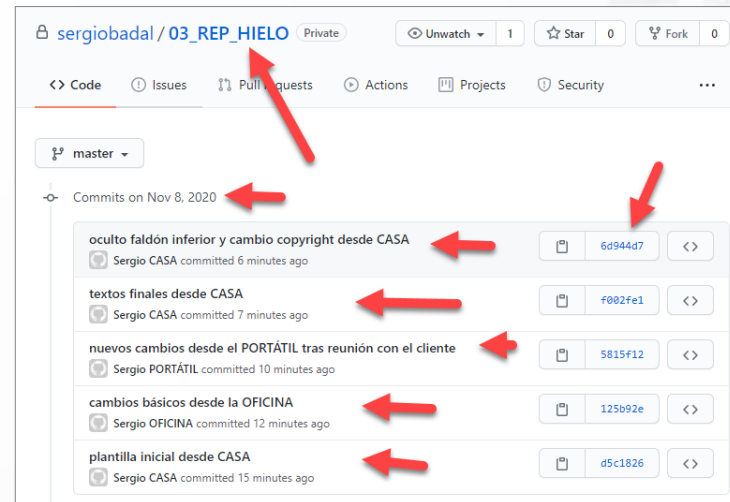 sergiobadal / 03_REP_HIELO Private Unwatch 1 Star 0 Fork 0
Code Issues Pull requests Actions Projects Security ...
master
Commits on Nov 8, 2020
oculto faldón inferior y cambio copyright desde CASA 6d944d7
Sergio CASA committed 6 minutes ago
textos finales desde CASA f002fe1
Sergio CASA committed 7 minutes ago
nuevos cambios desde el PORTÁTIL tras reunión con el cliente 5815f12
Sergio PORTÁTIL committed 10 minutes ago
cambios básicos desde la OFICINA 125b92e
Sergio OFICINA committed 12 minutes ago
plantilla inicial desde CASA d5c1826
Sergio CASA committed 15 minutes ago